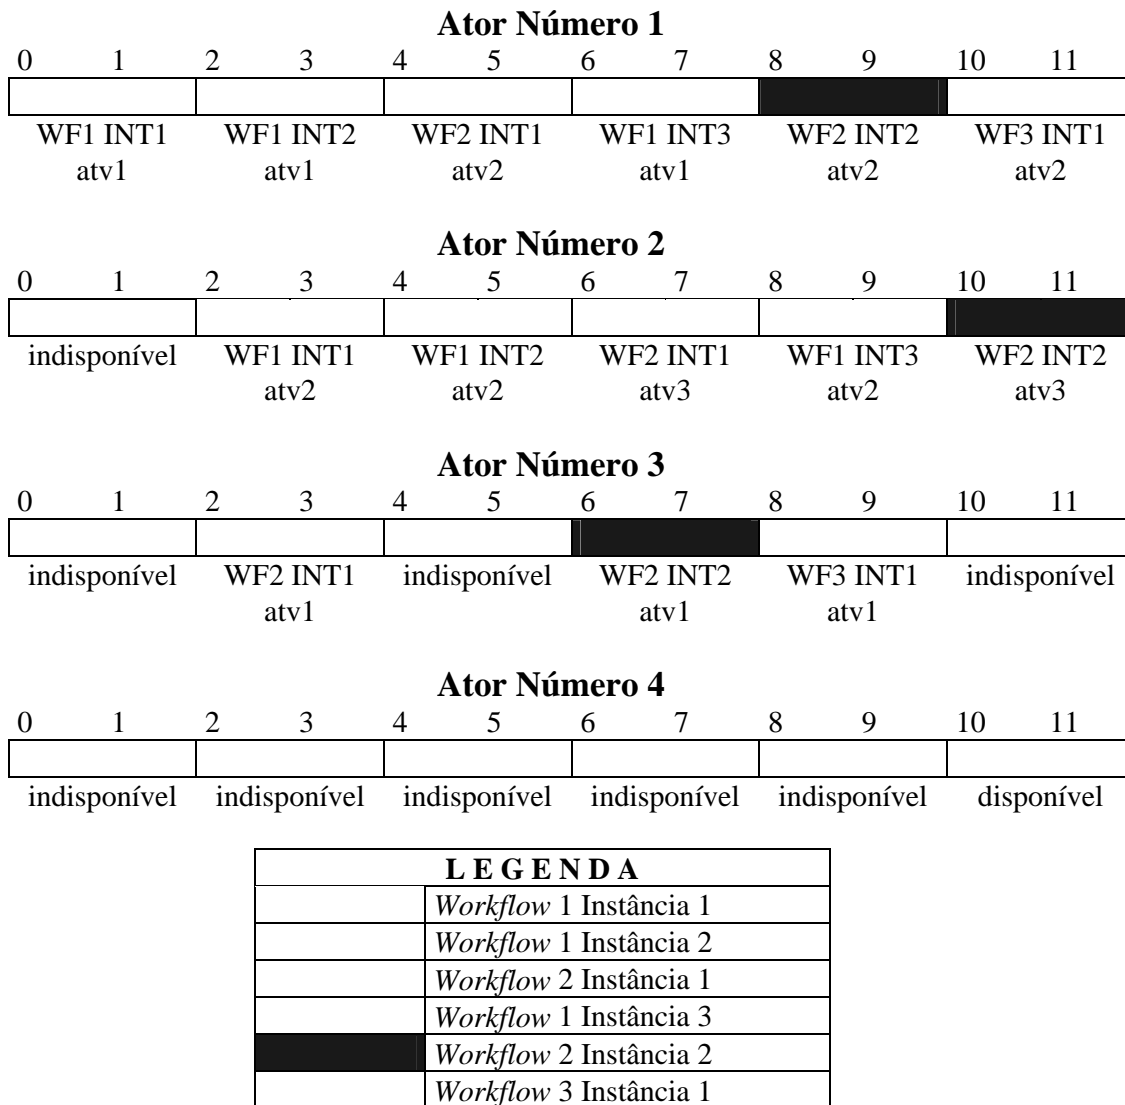 Ator Número 1
0 1 2 3 4 5 6 7 8 9 10 11
WF1 INT1 WF1 INT2 WF2 INT1 WF1 INT3 WF2 INT2 WF3 INT1
atv1 atv1 atv2 atv1 atv2 atv2
Ator Número 2
0 1 2 3 4 5 6 7 8 9 10 11
indisponível WF1 INT1 WF1 INT2 WF2 INT1 WF1 INT3 WF2 INT2
atv2 atv2 atv3 atv2 atv3
Ator Número 3
0 1 2 3 4 5 6 7 8 9 10 11
indisponível WF2 INT1 indisponível WF2 INT2 WF3 INT1 indisponível
atv1 atv1 atv1
Ator Número 4
0 1 2 3 4 5 6 7 8 9 10 11
indisponível indisponível indisponível indisponível indisponível disponível
L E G E N D A
Workflow 1 Instância 1
Workflow 1 Instância 2
Workflow 2 Instância 1
Workflow 1 Instância 3
Workflow 2 Instância 2
Workflow 3 Instância 1